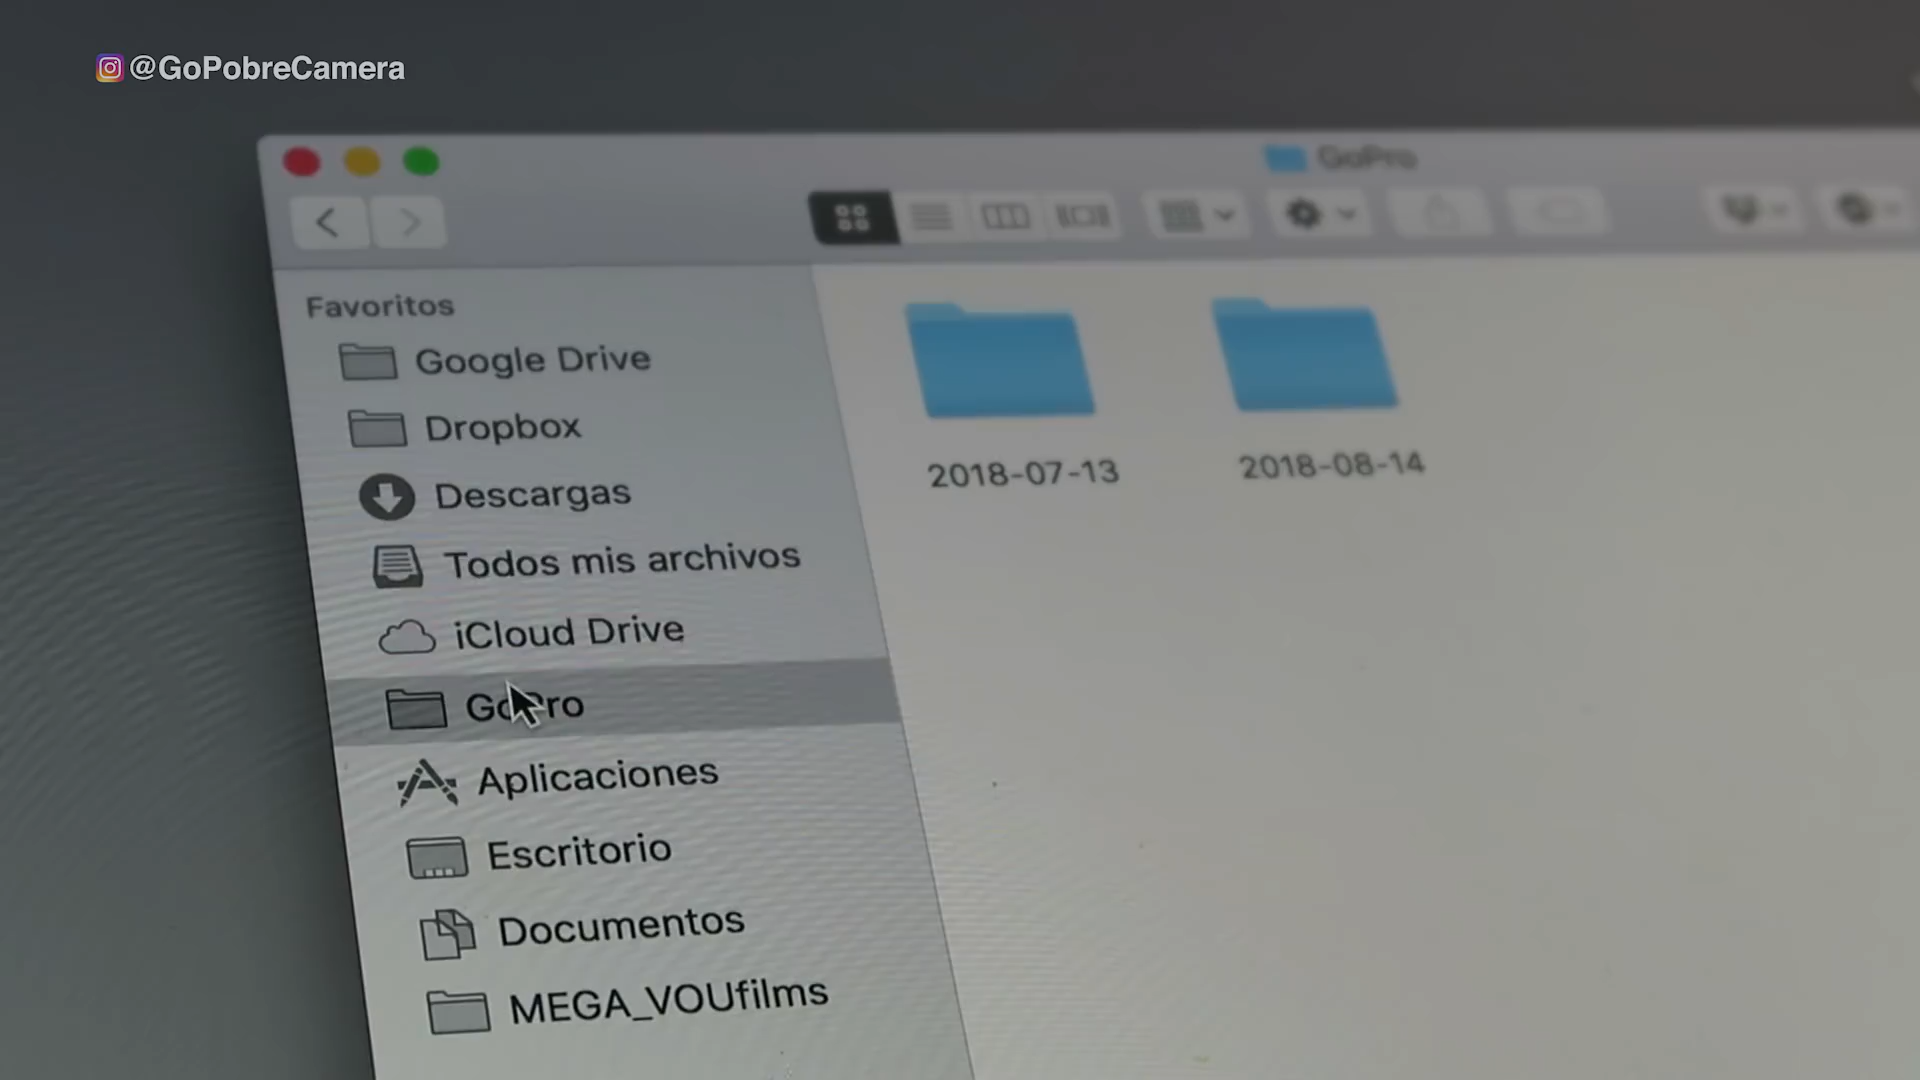 @GoPobreCamera
GoPro
Favoritos
Google Drive
Dropbox
Descargas
Todos mis archivos
iCloud Drive
GoPro
Aplicaciones
Escritorio
Documentos
MEGA_VOUfilms
2018-07-13
2018-08-14